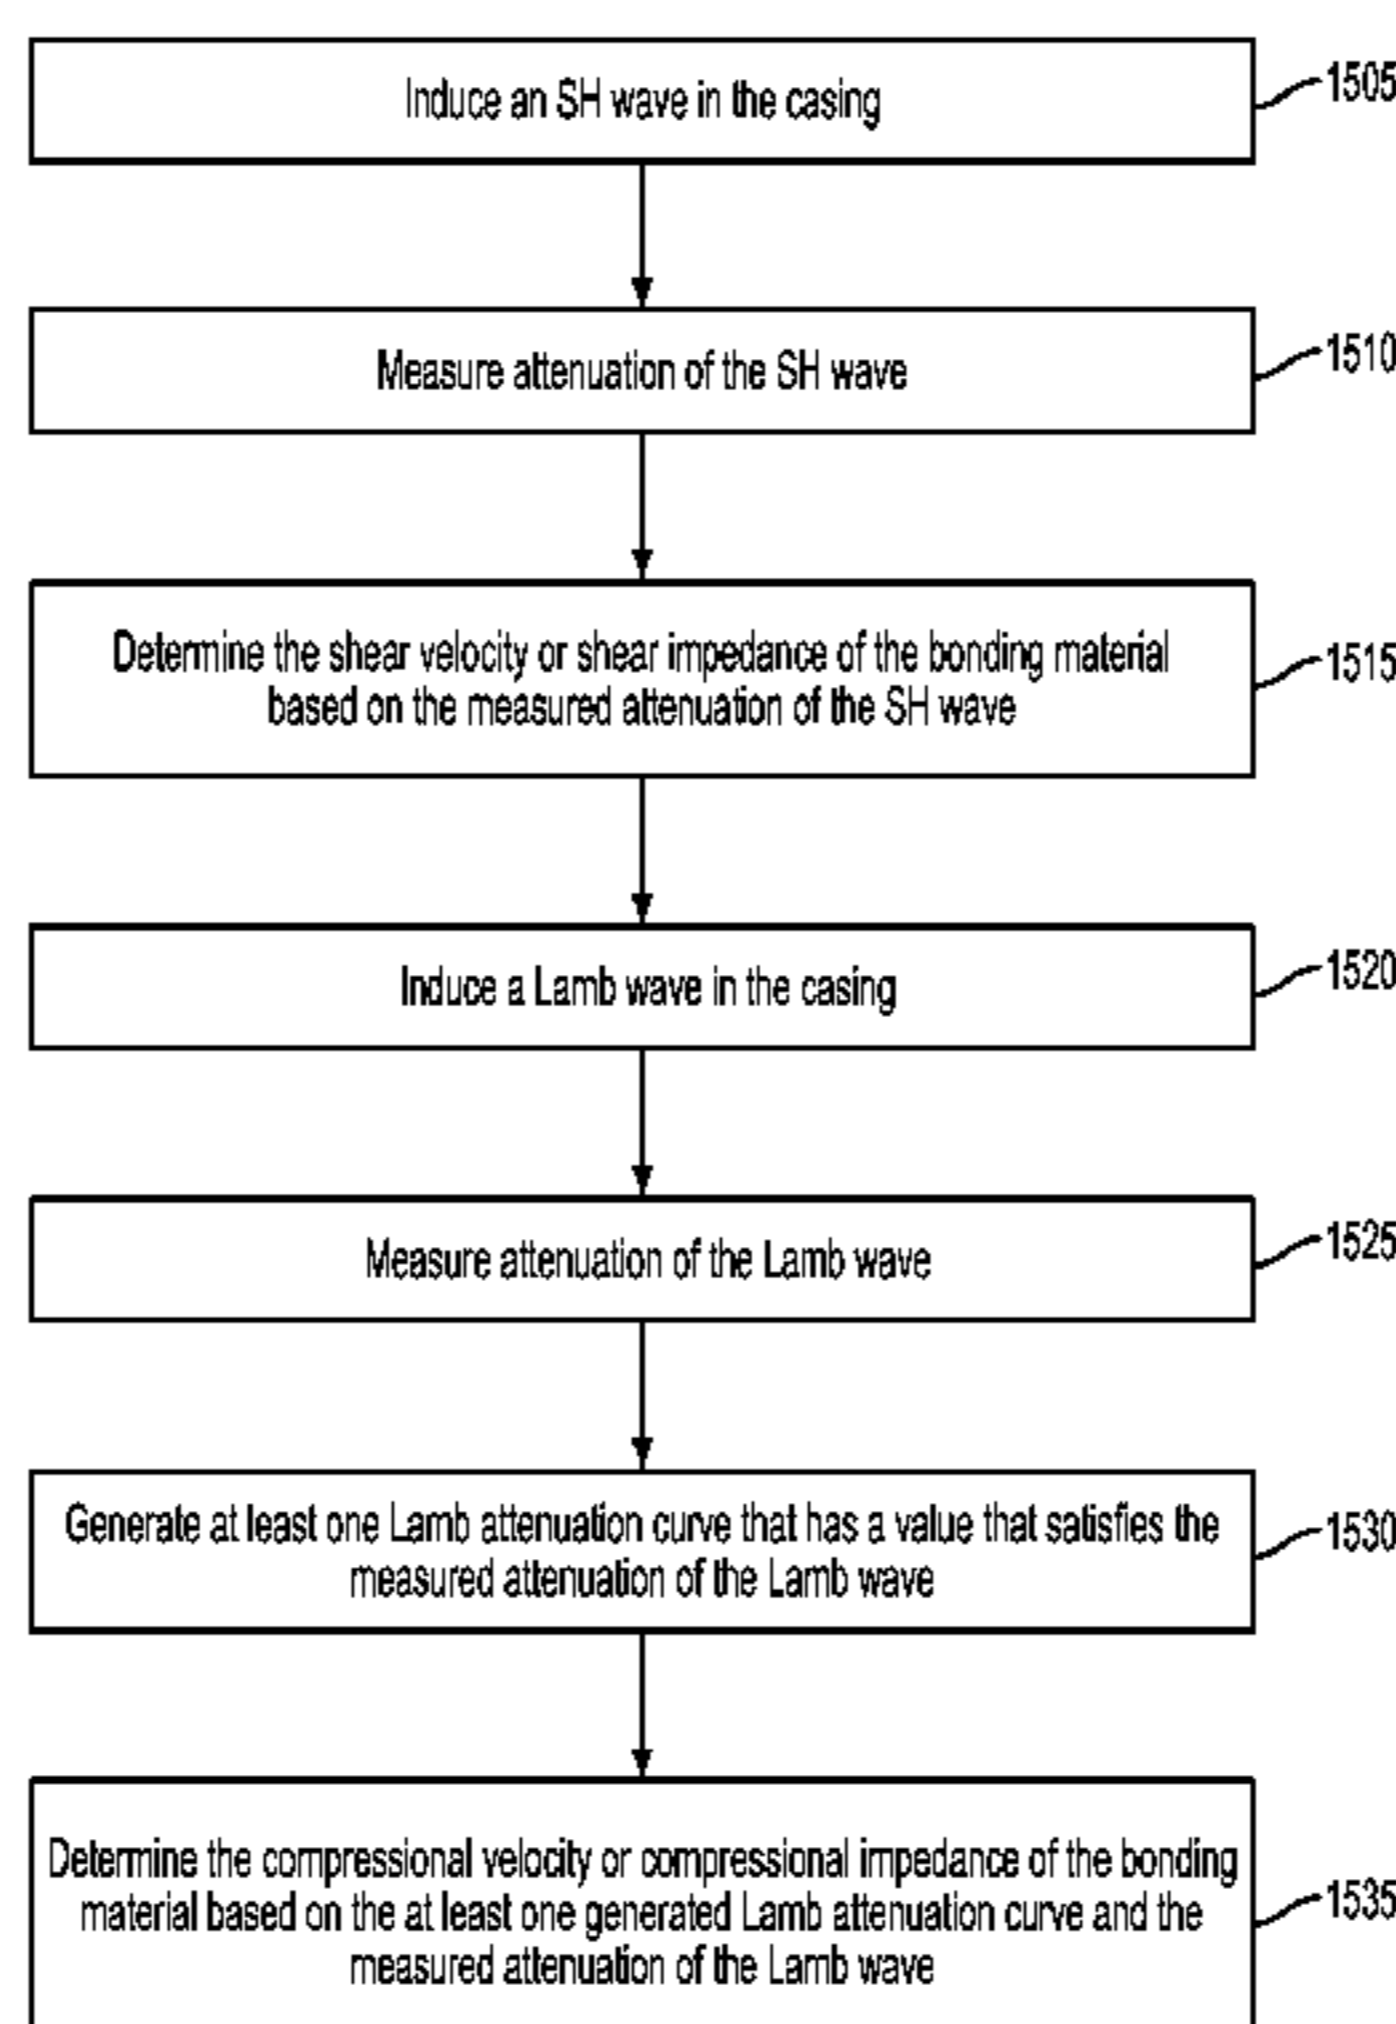 Induce an SH wave in the casing
1505
Measure attenuation of the SH wave
1510
Determine the shear velocity or shear impedance of the bonding material
based on the measured attenuation of the SH wave
1515
Induce a Lamb wave in the casing
1520
Measure attenuation of the Lamb wave
1525
Generate at least one Lamb attenuation curve that has a value that satisfies the
measured attenuation of the Lamb wave
1530
Determine the compressional velocity or compressional impedance of the bonding
material based on the at least one generated Lamb attenuation curve and the
measured attenuation of the Lamb wave
1535